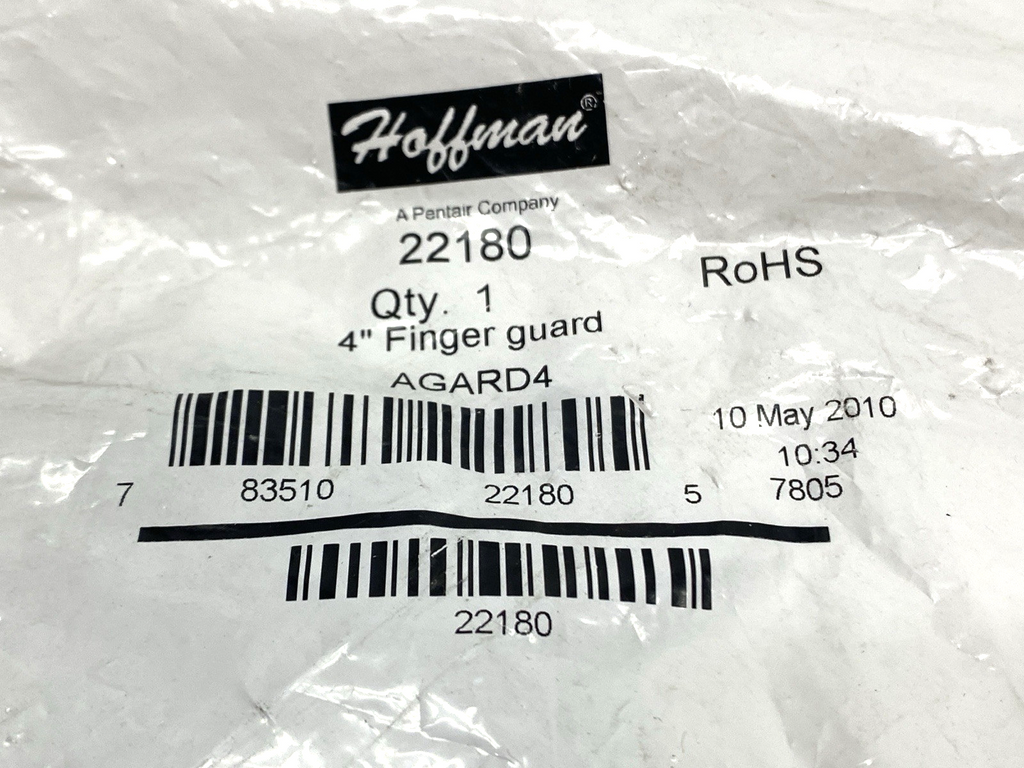 Hoffman®
A Pentair Company
22180
RoHS
Qty. 1
4" Finger guard
AGARD4
10 May 2010
10:34
7805
7 83510 22180 5
22180